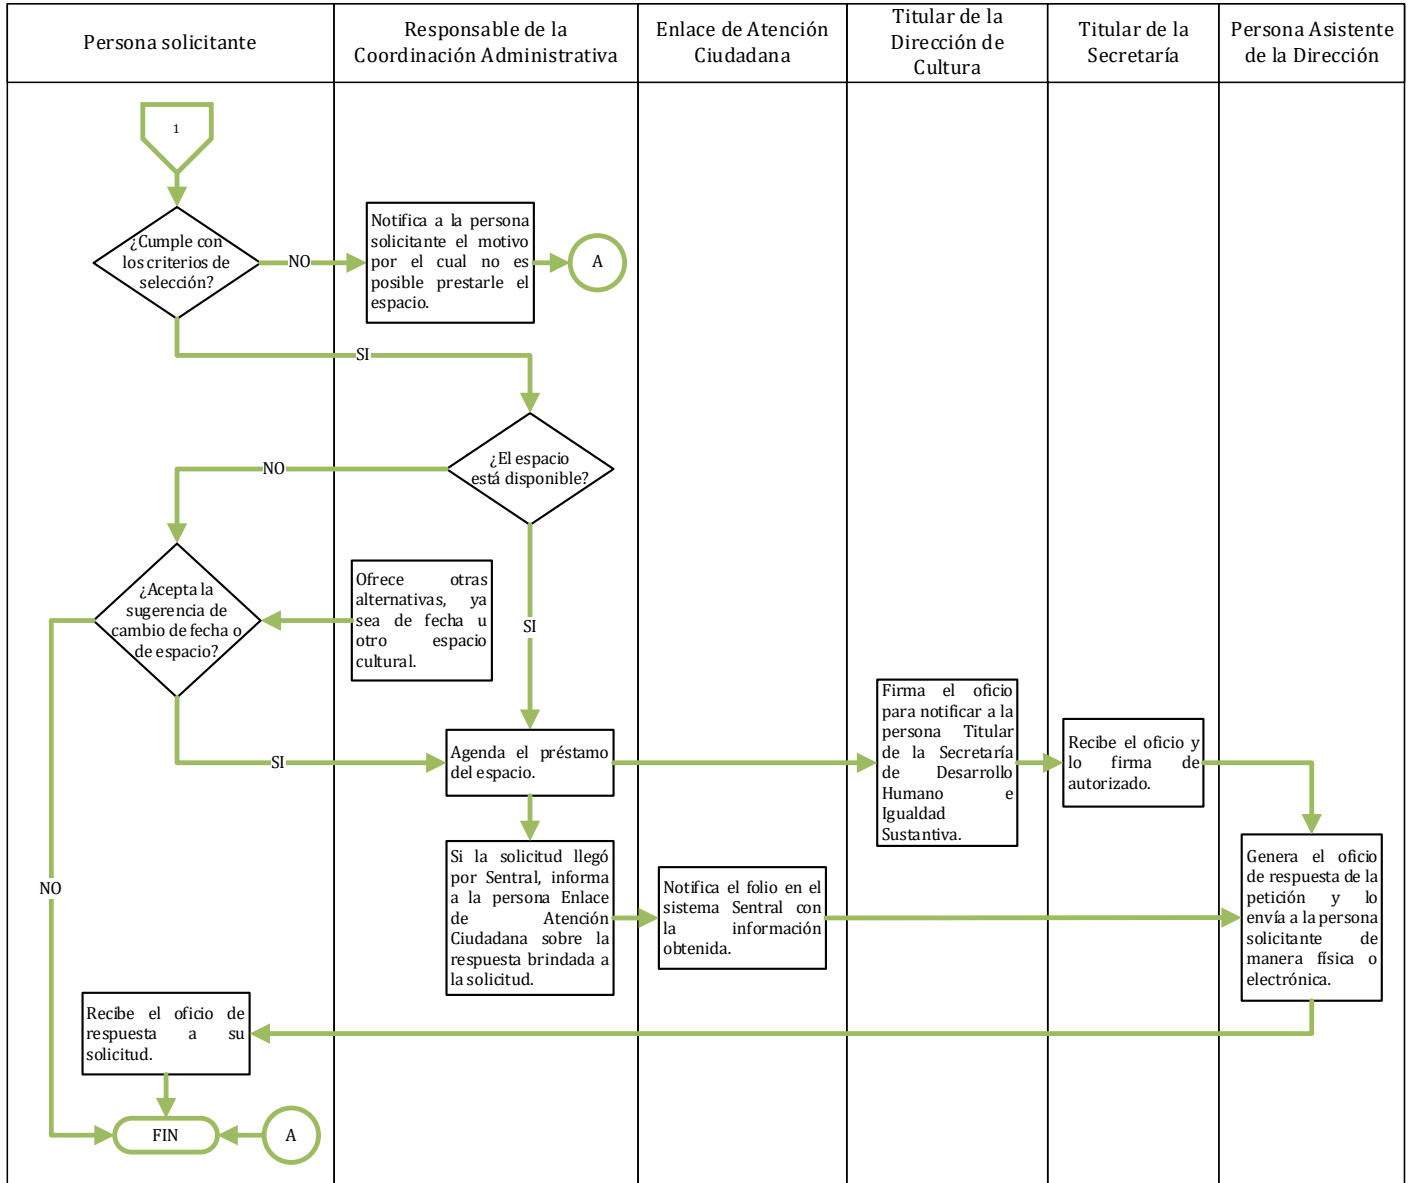 Persona solicitante
Responsable de la
Coordinación Administrativa
Enlace de Atención
Ciudadana
Titular de la
Dirección de
Cultura
Titular de la
Secretaría
Persona Asistente
de la Dirección
1
¿Cumple con
los criterios de
selección?
NO
Notifica a la persona
solicitante el motivo
por el cual no es
posible prestarle el
espacio.
A
SI
¿El espacio
está disponible?
NO
SI
¿Acepta la
sugerencia de
cambio de fecha o
de espacio?
Ofrece otras
alternativas, ya
sea de fecha u
otro espacio
cultural.
SI
NO
Agenda el préstamo
del espacio.
Firma el oficio
para notificar a la
persona Titular
de la Secretaría
de Desarrollo
Humano e
Igualdad
Sustantiva.
Recibe el oficio y
lo firma de
autorizado.
Si la solicitud llegó
por Sentral, informa
a la persona Enlace
de Atención
Ciudadana sobre la
respuesta brindada a
la solicitud.
Notifica el folio en el
sistema Sentral con
la información
obtenida.
Genera el oficio
de respuesta de la
petición y lo
envía a la persona
solicitante de
manera física o
electrónica.
Recibe el oficio de
respuesta a su
solicitud.
FIN
A